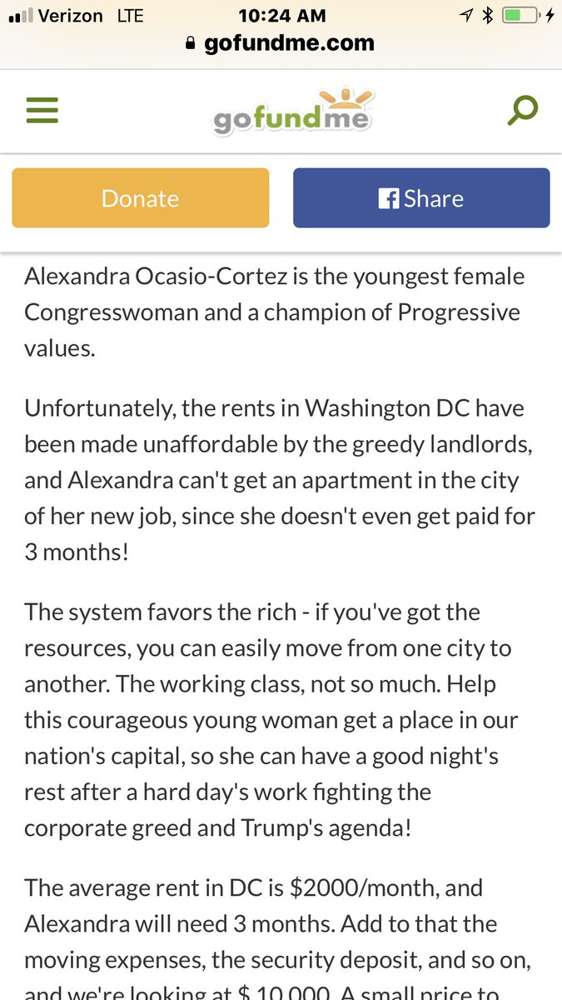 Verizon LTE 10:24 AM
gofundme.com
gofundme
Donate
Share
Alexandra Ocasio-Cortez is the youngest female
Congresswoman and a champion of Progressive
values.
Unfortunately, the rents in Washington DC have
been made unaffordable by the greedy landlords,
and Alexandra can't get an apartment in the city
of her new job, since she doesn't even get paid for
3 months!
The system favors the rich - if you've got the
resources, you can easily move from one city to
another. The working class, not so much. Help
this courageous young woman get a place in our
nation's capital, so she can have a good night's
rest after a hard day's work fighting the
corporate greed and Trump's agenda!
The average rent in DC is $2000/month, and
Alexandra will need 3 months. Add to that the
moving expenses, the security deposit, and so on,
and we're looking at $ 10,000. A small price to